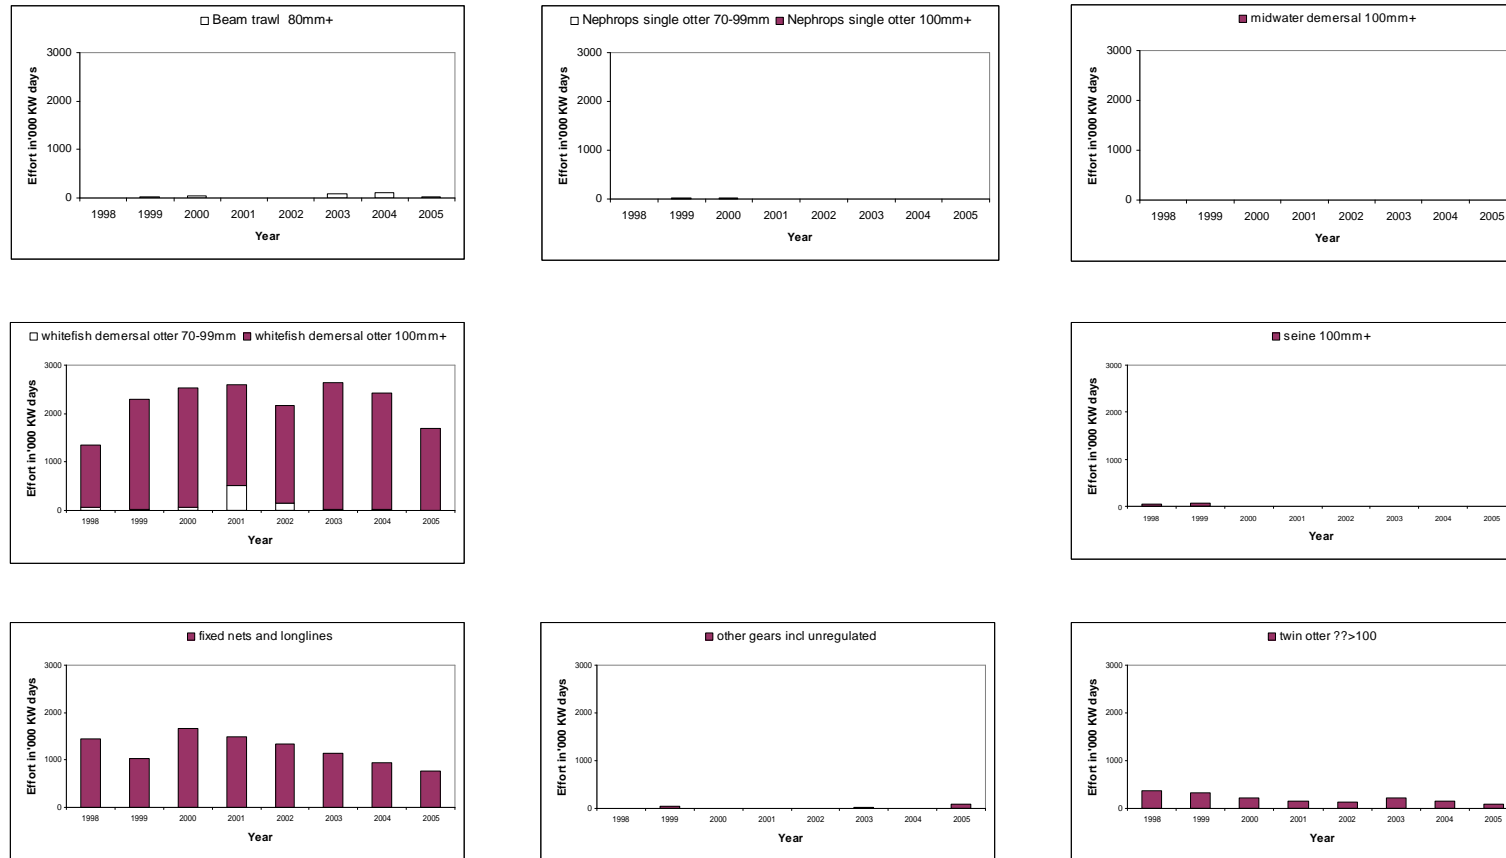 Beam trawl 80mm+
Effort in'000 KW days
3000
2000
1000
0
1998 1999 2000 2001 2002 2003 2004 2005
Year
Nephrops single otter 70-99mm Nephrops single otter 100mm+
Effort in'000 KW days
3000
2000
1000
0
1998 1999 2000 2001 2002 2003 2004 2005
Year
midwater demersal 100mm+
Effort in'000 KW days
3000
2000
1000
0
1998 1999 2000 2001 2002 2003 2004 2005
Year
whitefish demersal otter 70-99mm whitefish demersal otter 100mm+
Effort in'000 KW days
3000
2000
1000
0
1998 1999 2000 2001 2002 2003 2004 2005
Year
seine 100mm+
Effort in'000 KW days
3000
2000
1000
0
1998 1999 2000 2001 2002 2003 2004 2005
Year
fixed nets and longlines
Effort in'000 KW days
3000
2000
1000
0
1998 1999 2000 2001 2002 2003 2004 2005
Year
other gears incl unregulated
Effort in'000 KW days
3000
2000
1000
0
1998 1999 2000 2001 2002 2003 2004 2005
Year
twin otter ??>100
Effort in'000 KW days
3000
2000
1000
0
1998 1999 2000 2001 2002 2003 2004 2005
Year